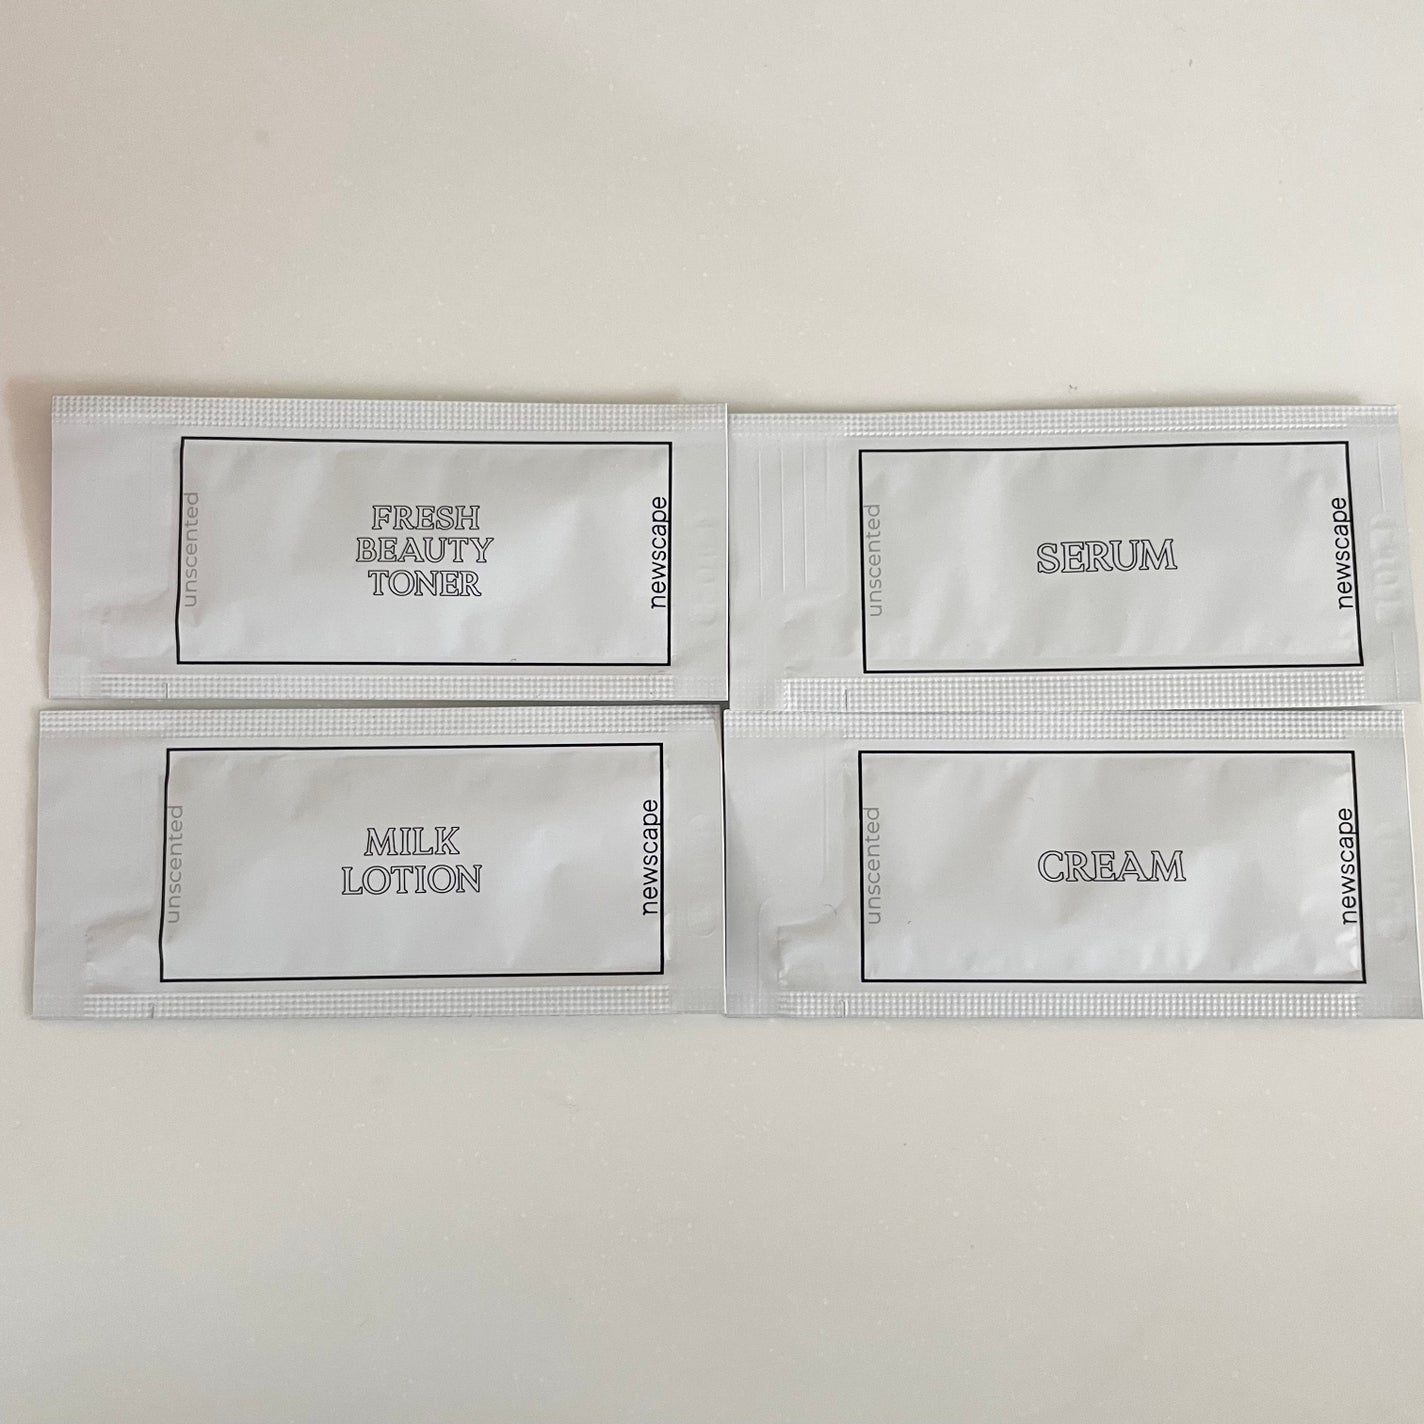 unscented
FRESH
BEAUTY
TONER
newscape
unscented
SERUM
newscape
unscented
MILK
LOTION
newscape
unscented
CREAM
newscape